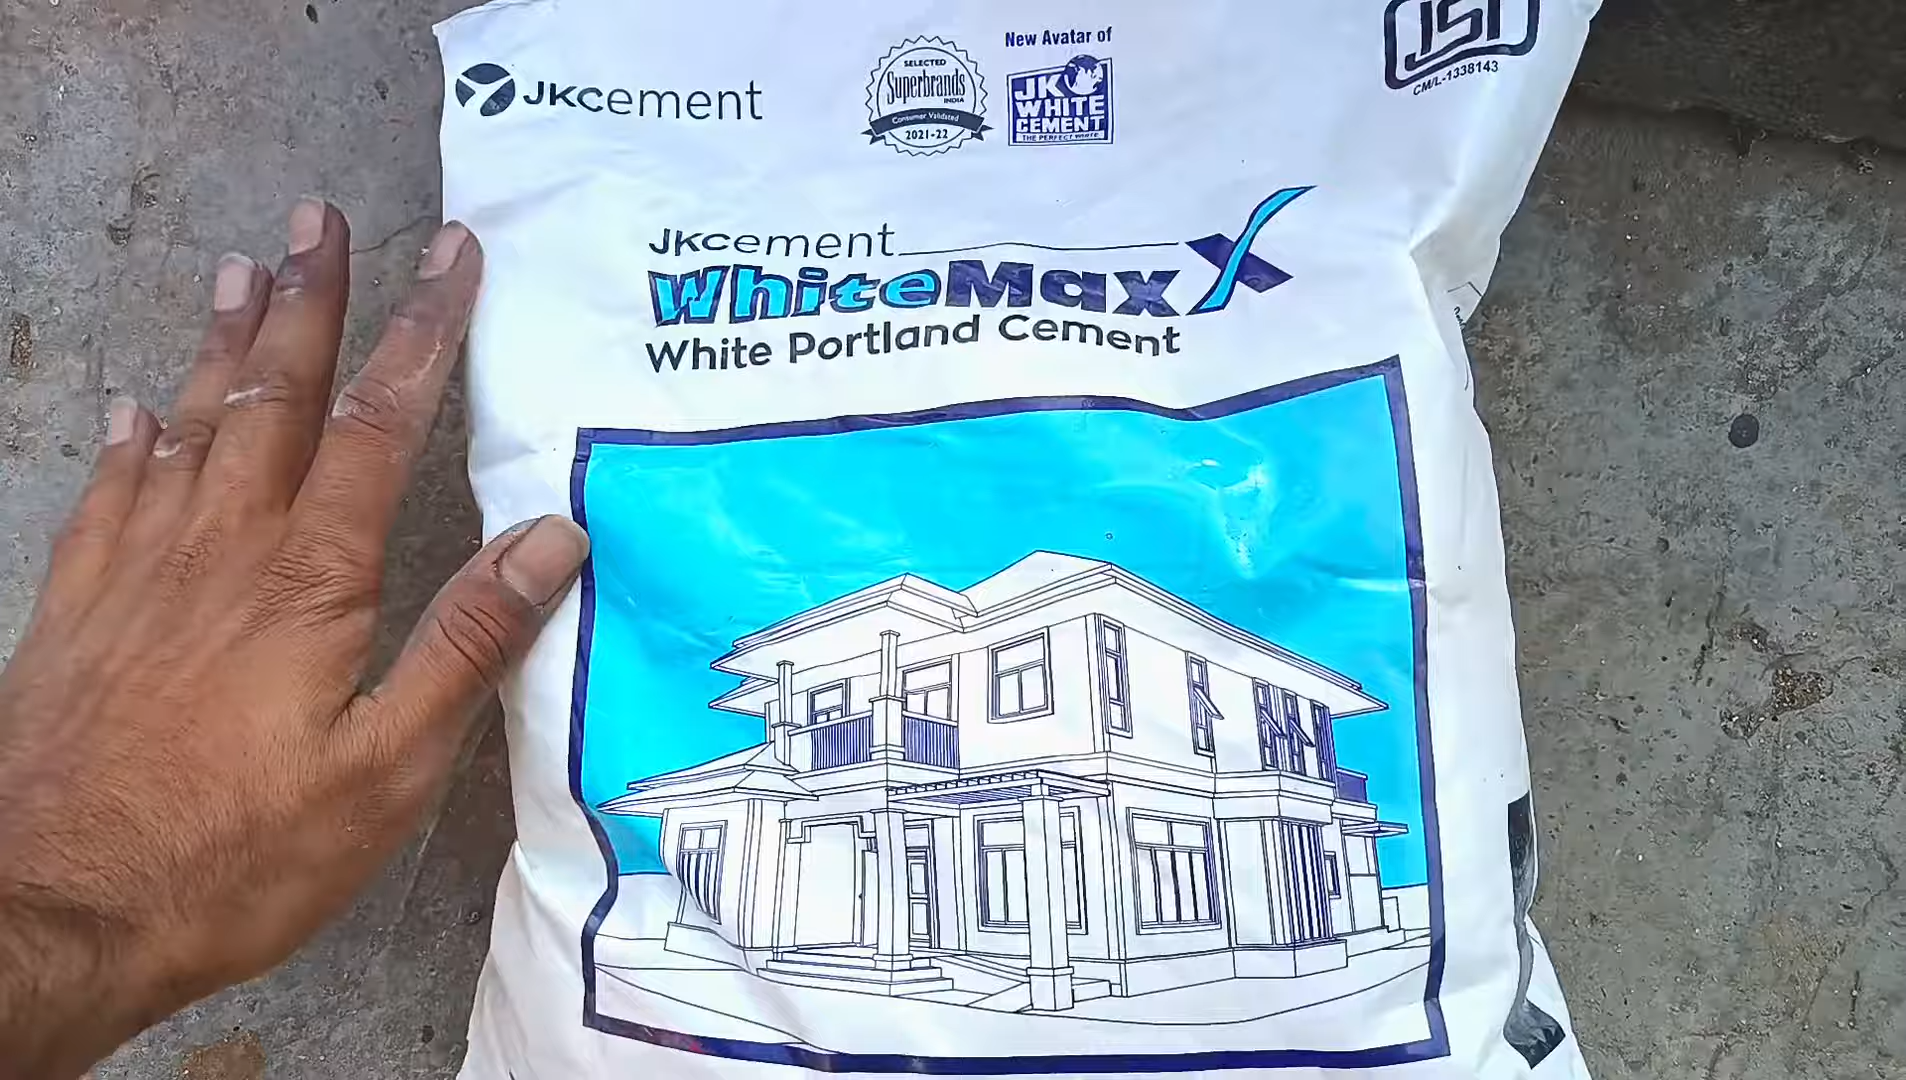 JKcement
SELECTED
Superbrands
INDIA
Consumer Validated
2021-22
New Avatar of
JK
WHITE
CEMENT
THE PERFECT WHITE
ISI
CM/L-1338143
JKcement
WhiteMax X
White Portland Cement